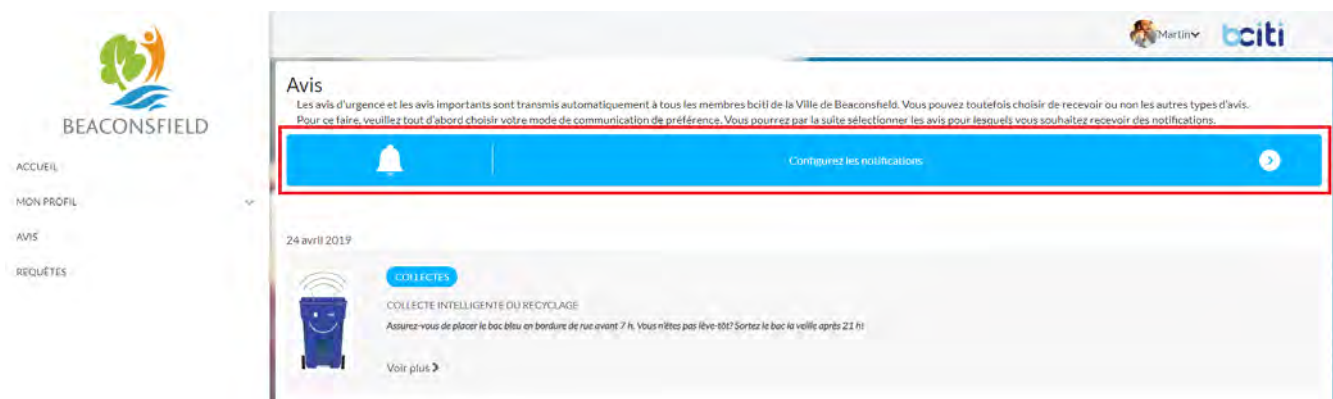 Martin
bciti
BEACONSFIELD
ACCUEIL
MON PROFIL
AVIS
REQUÊTES
Avis
Les avis d'urgence et les avis importants sont transmis automatiquement à tous les membres bciti de la Ville de Beaconsfield. Vous pouvez toutefois choisir de recevoir ou non les autres types d'avis.
Pour ce faire, veuillez tout d'abord choisir votre mode de communication de préférence. Vous pourrez par la suite sélectionner les avis pour lesquels vous souhaitez recevoir des notifications.
Configurez les notifications
24 avril 2019
COLLECTES
COLLECTE INTELLIGENTE DU RECYCLAGE
Assurez-vous de placer le bac bleu en bordure de rue avant 7 h. Vous n'êtes pas lève-tôt? Sortez le bac la veille après 21 h!
Voir plus